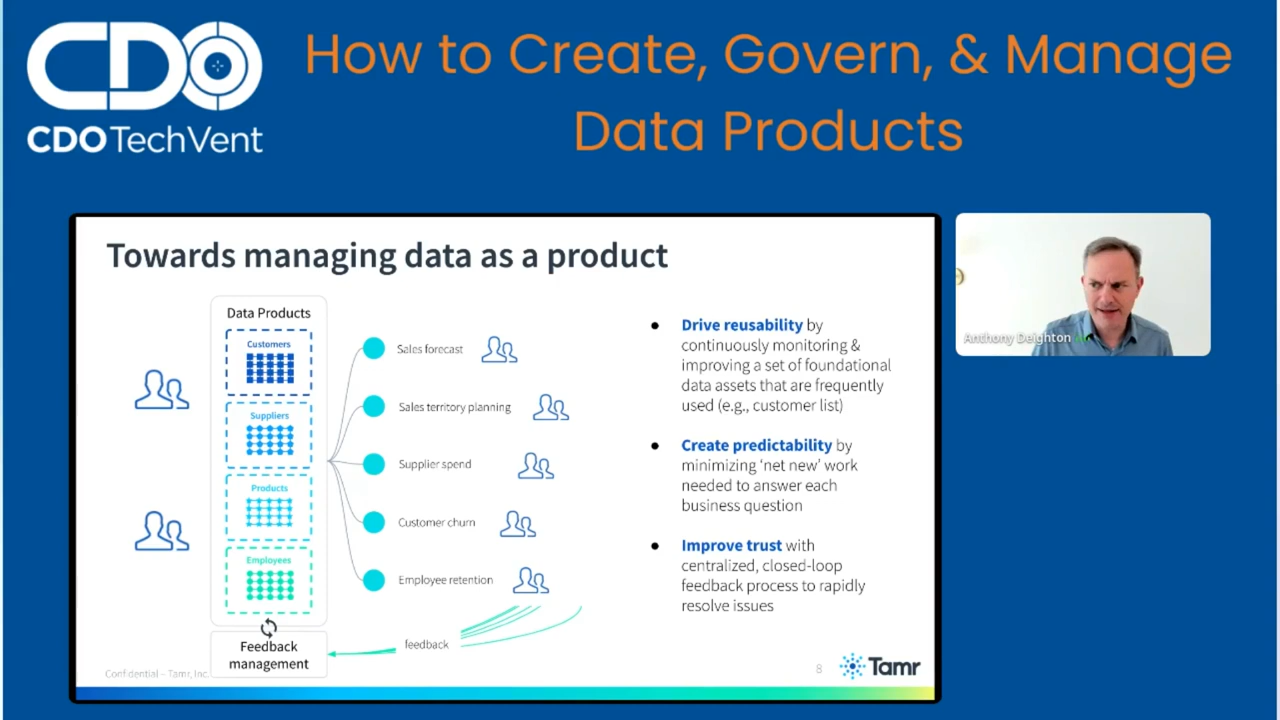 CDO
CDO TechVent
How to Create, Govern, & Manage
Data Products
Towards managing data as a product
Data Products
Customers
Suppliers
Products
Employees
Feedback
management
Sales forecast
Sales territory planning
Supplier spend
Customer churn
Employee retention
feedback
● Drive reusability by
continuously monitoring &
improving a set of foundational
data assets that are frequently
used (e.g., customer list)
● Create predictability by
minimizing ‘net new’ work
needed to answer each
business question
● Improve trust with
centralized, closed-loop
feedback process to rapidly
resolve issues
Confidential – Tamr, Inc.
8
Tamr
Anthony Deighton